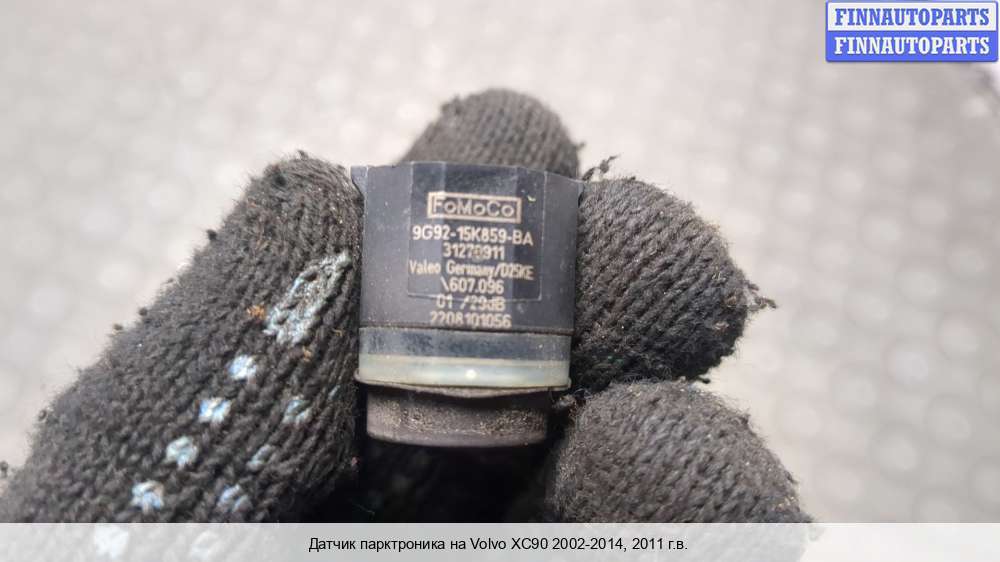 FINNAUTOPARTS
FINNAUTOPARTS
FoMoCo
9G92-15K859-BA
31270911
Valeo Germany/D25KE
\607.096
01 /29dB
2208101056
Датчик парктроника на Volvo XC90 2002-2014, 2011 г.в.